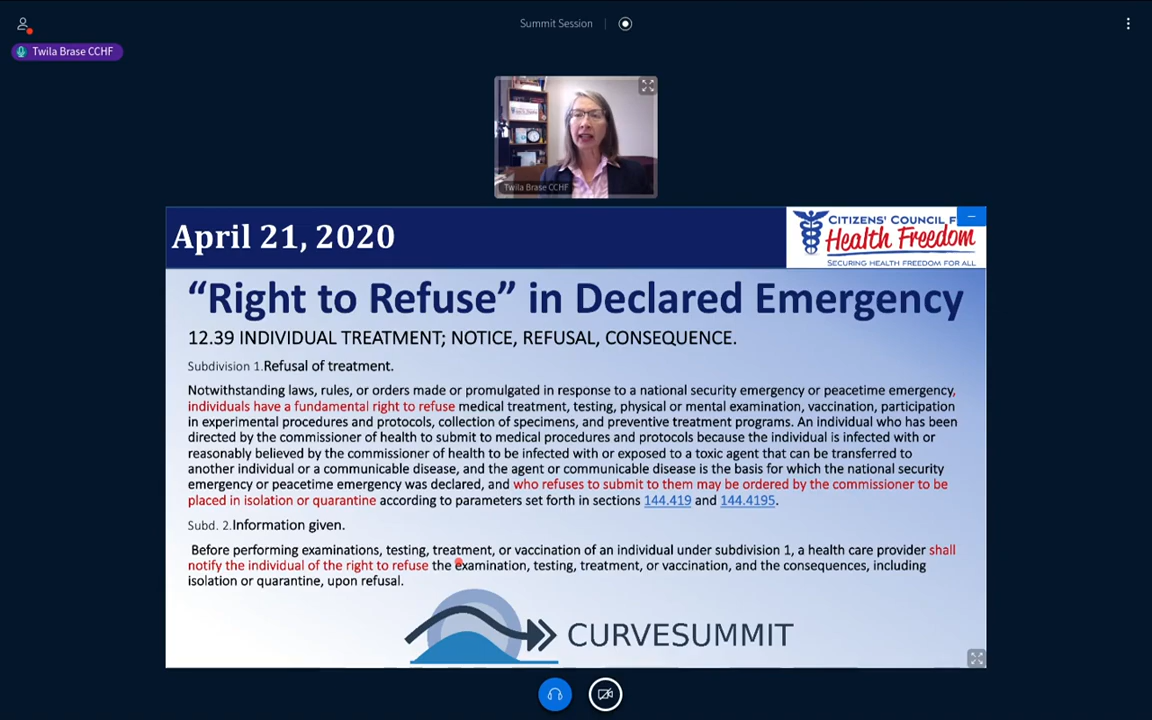 Summit Session
Twila Brase CCHF
Twila Brase CCHF
April 21, 2020
CITIZENS' COUNCIL F
Health Freedom
SECURING HEALTH FREEDOM FOR ALL
“Right to Refuse” in Declared Emergency
12.39 INDIVIDUAL TREATMENT; NOTICE, REFUSAL, CONSEQUENCE.
Subdivision 1.Refusal of treatment.
Notwithstanding laws, rules, or orders made or promulgated in response to a national security emergency or peacetime emergency,
individuals have a fundamental right to refuse medical treatment, testing, physical or mental examination, vaccination, participation
in experimental procedures and protocols, collection of specimens, and preventive treatment programs. An individual who has been
directed by the commissioner of health to submit to medical procedures and protocols because the individual is infected with or
reasonably believed by the commissioner of health to be infected with or exposed to a toxic agent that can be transferred to
another individual or a communicable disease, and the agent or communicable disease is the basis for which the national security
emergency or peacetime emergency was declared, and who refuses to submit to them may be ordered by the commissioner to be
placed in isolation or quarantine according to parameters set forth in sections 144.419 and 144.4195.
Subd. 2.Information given.
Before performing examinations, testing, treatment, or vaccination of an individual under subdivision 1, a health care provider shall
notify the individual of the right to refuse the examination, testing, treatment, or vaccination, and the consequences, including
isolation or quarantine, upon refusal.
CURVESUMMIT